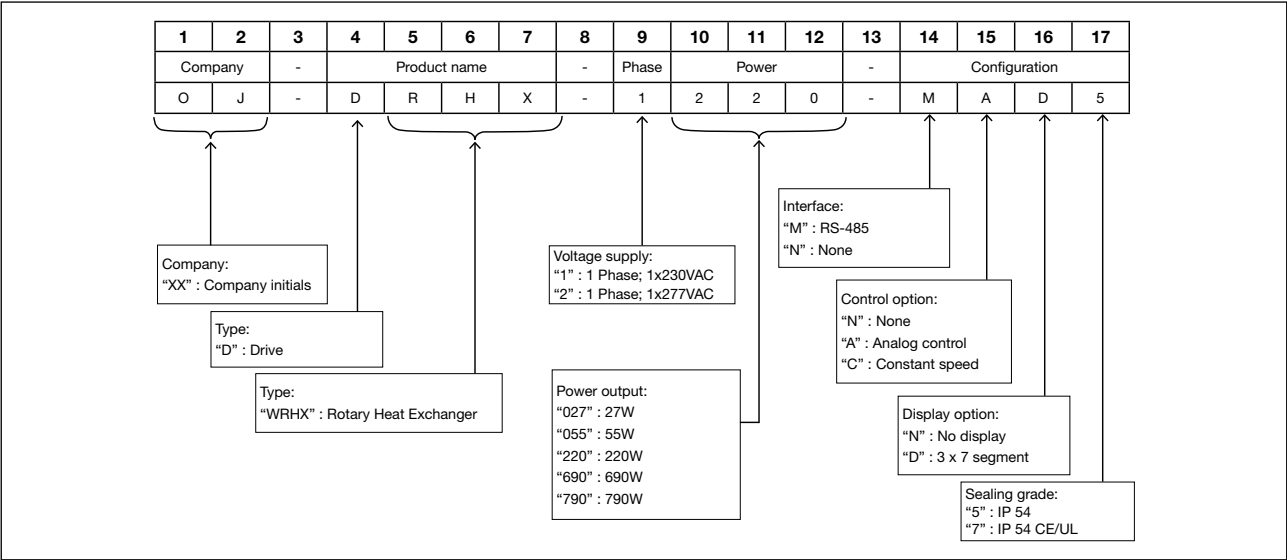 1 2 3 4 5 6 7 8 9 10 11 12 13 14 15 16 17
Company - Product name - Phase Power - Configuration
O J - D R H X - 1 2 2 0 - M A D 5
Interface:
“M” : RS-485
“N” : None
Company:
“XX” : Company initials
Voltage supply:
“1” : 1 Phase; 1x230VAC
“2” : 1 Phase; 1x277VAC
Control option:
“N” : None
“A” : Analog control
“C” : Constant speed
Type:
“D” : Drive
Type:
“WRHX” : Rotary Heat Exchanger
Power output:
“027” : 27W
“055” : 55W
“220” : 220W
“690” : 690W
“790” : 790W
Display option:
“N” : No display
“D” : 3 x 7 segment
Sealing grade:
“5” : IP 54
“7” : IP 54 CE/UL